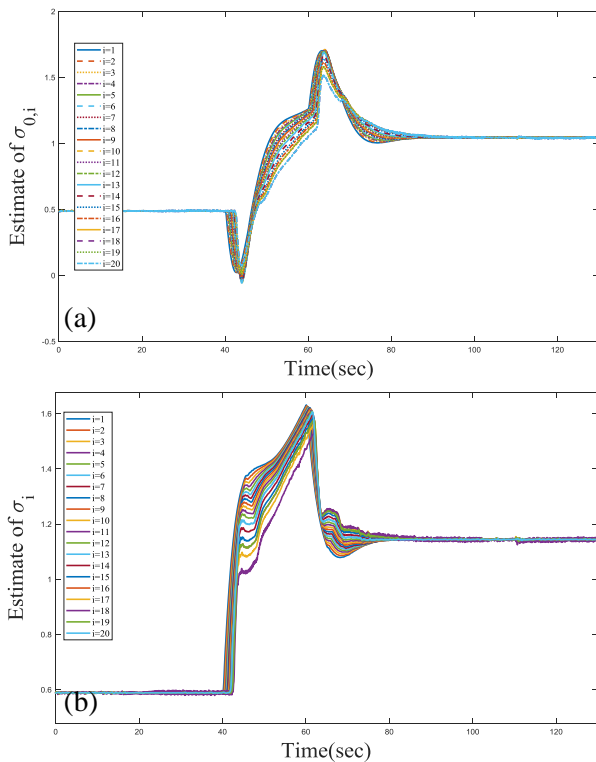 2
1.5
1
0.5
0
-0.5
Estimate of σ0,i
i=1
i=2
i=3
i=4
i=5
i=6
i=7
i=8
i=9
i=10
i=11
i=12
i=13
i=14
i=15
i=16
i=17
i=18
i=19
i=20
(a)
0 20 40 60 80 100 120
Time(sec)
1.6
1.4
1.2
1
0.8
0.6
Estimate of σi
i=1
i=2
i=3
i=4
i=5
i=6
i=7
i=8
i=9
i=10
i=11
i=12
i=13
i=14
i=15
i=16
i=17
i=18
i=19
i=20
(b)
0 20 40 60 80 100 120
Time(sec)